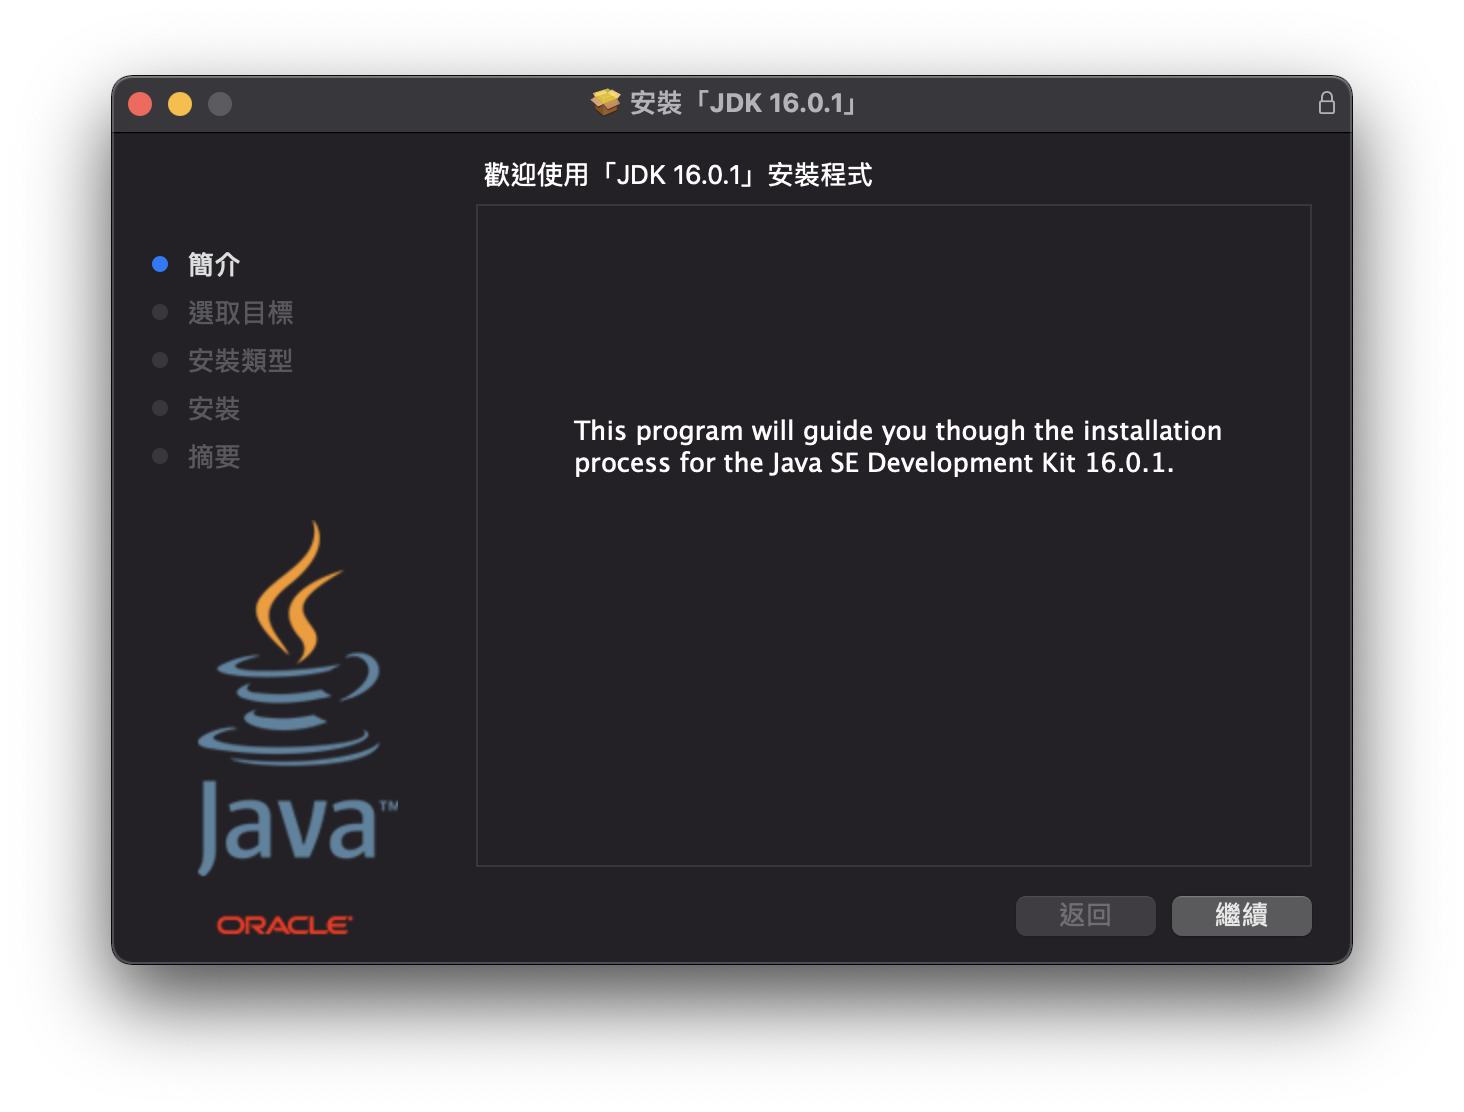 安裝「JDK 16.0.1」
歡迎使用「JDK 16.0.1」安裝程式
簡介
選取目標
安裝類型
安裝
摘要
This program will guide you though the installation
process for the Java SE Development Kit 16.0.1.
Java™
ORACLE®
返回
繼續